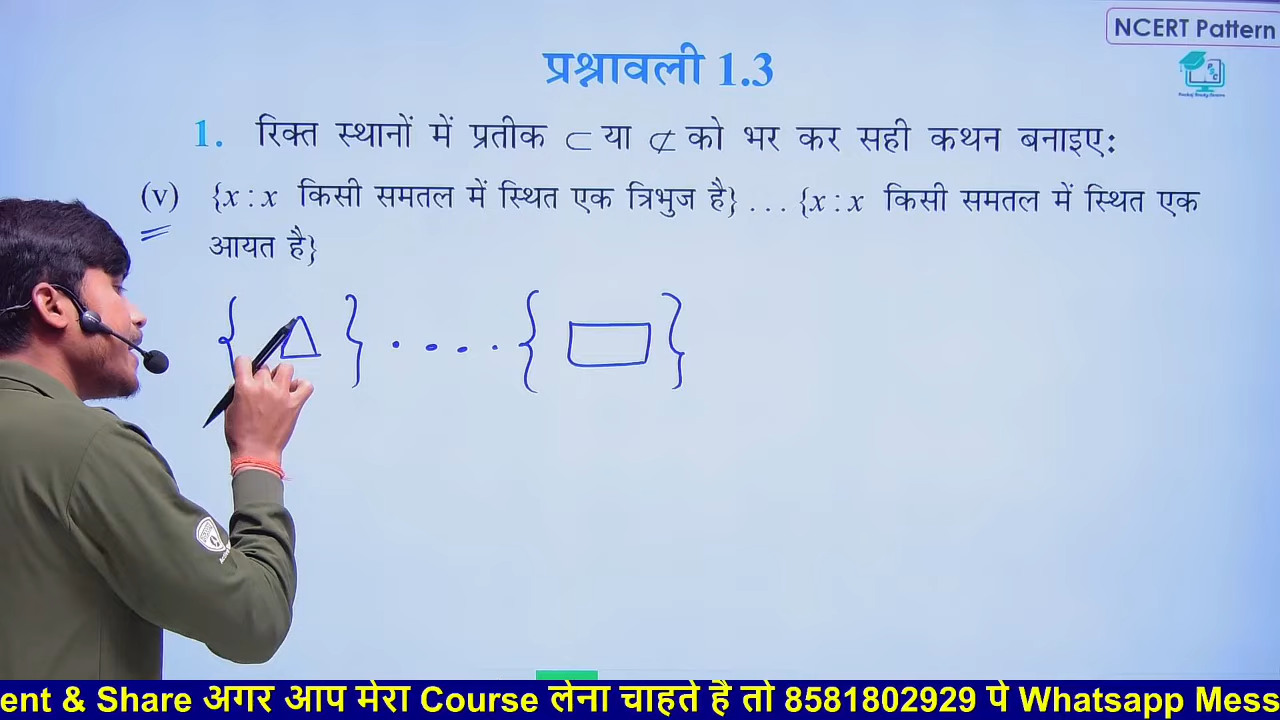 NCERT Pattern
प्रश्नावली 1.3
1. रिक्त स्थानों में प्रतीक ⊂ या ⊄ को भर कर सही कथन बनाइए:
(v) {x : x किसी समतल में स्थित एक त्रिभुज है} . . . {x : x किसी समतल में स्थित एक
आयत है}
ent & Share अगर आप मेरा Course लेना चाहते है तो 8581802929 पे Whatsapp Mess